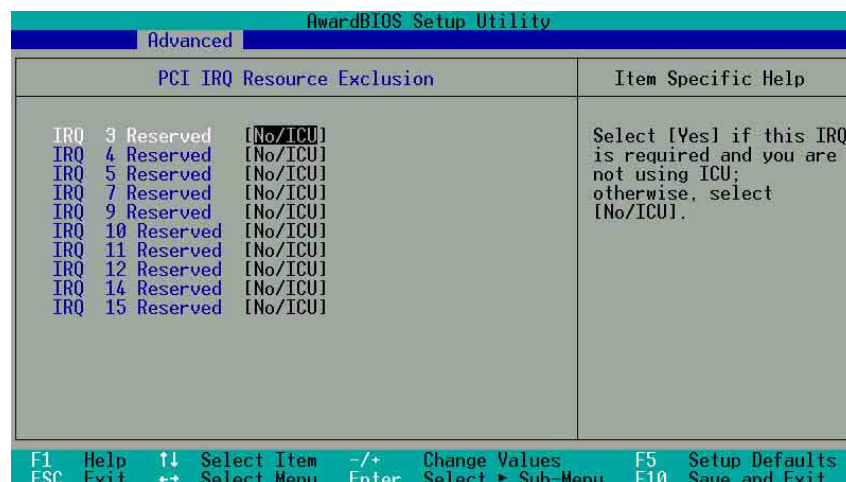 AwardBIOS Setup Utility
Advanced
PCI IRQ Resource Exclusion
Item Specific Help
IRQ 3 Reserved [No/ICU]
IRQ 4 Reserved [No/ICU]
IRQ 5 Reserved [No/ICU]
IRQ 7 Reserved [No/ICU]
IRQ 9 Reserved [No/ICU]
IRQ 10 Reserved [No/ICU]
IRQ 11 Reserved [No/ICU]
IRQ 12 Reserved [No/ICU]
IRQ 14 Reserved [No/ICU]
IRQ 15 Reserved [No/ICU]
Select [Yes] if this IRQ
is required and you are
not using ICU;
otherwise, select
[No/ICU].
F1 Help ↑↓ Select Item -/+ Change Values F5 Setup Defaults
ESC Exit ←→ Select Menu Enter Select ► Sub-Menu F10 Save and Exit